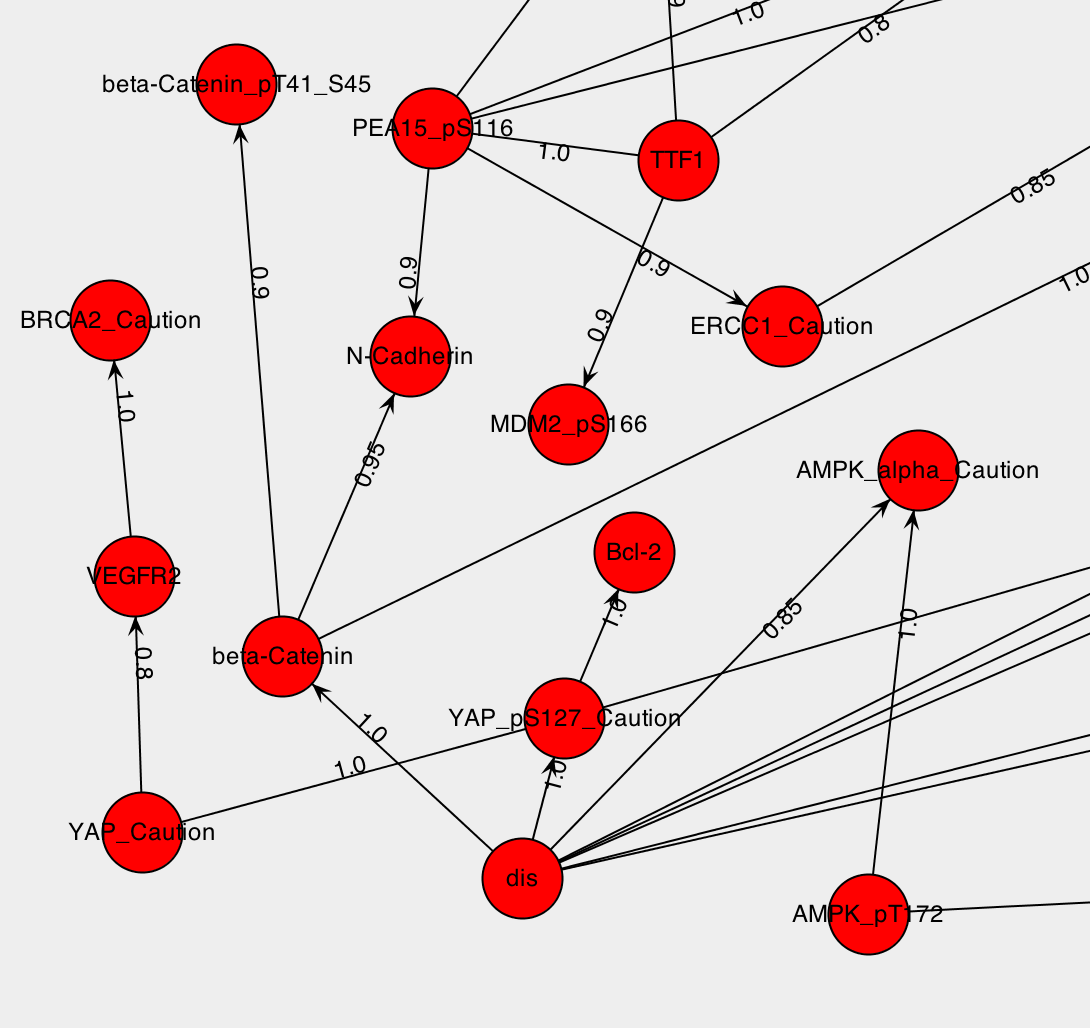 1.0
0.8
beta-Catenin_pT41_S45
PEA15_pS116
1.0
TTF1
0.85
0.9
0.9
0.9
1.0
BRCA2_Caution
0.9
ERCC1_Caution
N-Cadherin
1.0
MDM2_pS166
0.95
AMPK_alpha_Caution
Bcl-2
VEGFR2
1.0
0.85
1.0
beta-Catenin
0.8
YAP_pS127_Caution
1.0
1.0
1.0
YAP_Caution
dis
AMPK_pT172